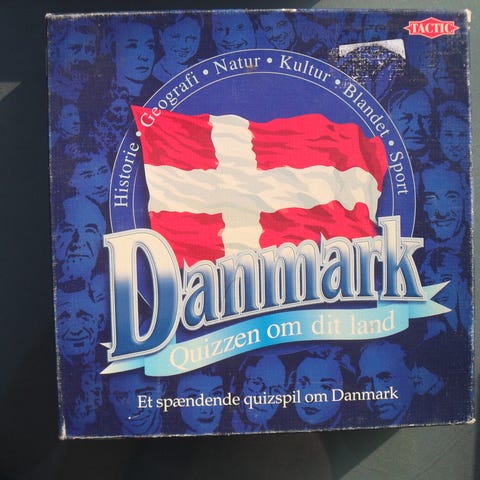 TACTIC
Historie • Geografi • Natur • Kultur • Blandet • Sport
Danmark
Quizzen om dit land
Et spændende quizspil om Danmark